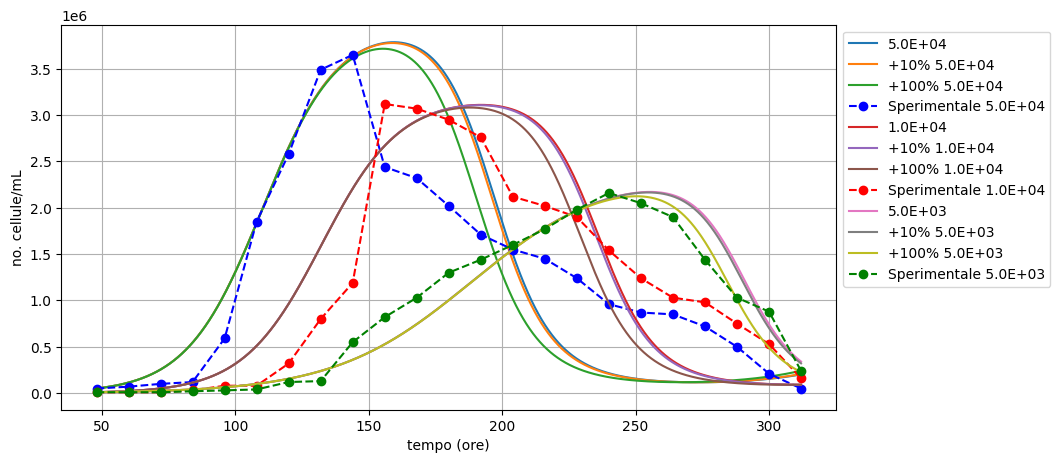 1e6
3.5
3.0
2.5
2.0
1.5
1.0
0.5
0.0
no. cellule/mL
50
100
150
200
250
300
tempo (ore)
5.0E+04
+10% 5.0E+04
+100% 5.0E+04
Sperimentale 5.0E+04
1.0E+04
+10% 1.0E+04
+100% 1.0E+04
Sperimentale 1.0E+04
5.0E+03
+10% 5.0E+03
+100% 5.0E+03
Sperimentale 5.0E+03